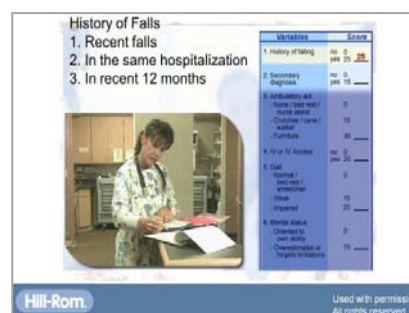 History of Falls
1. Recent falls
2. In the same hospitalization
3. In recent 12 months
Variables Score
1. History of falling no 0
yes 25 25
2. Secondary no 0
diagnosis yes 15
3. Ambulatory aid
- None / bed rest / 0
nurse assist
- Crutches / cane / 15
walker
- Furniture 30
4. IV or IV Access no 0
yes 20
5. Gait
- Normal / 0
bed rest /
wheelchair
- Weak 10
- Impaired 20
6. Mental status
- Oriented to 0
own ability
- Overestimates or 15
forgets limitations
Hill-Rom
Used with permissi
All rights reserved